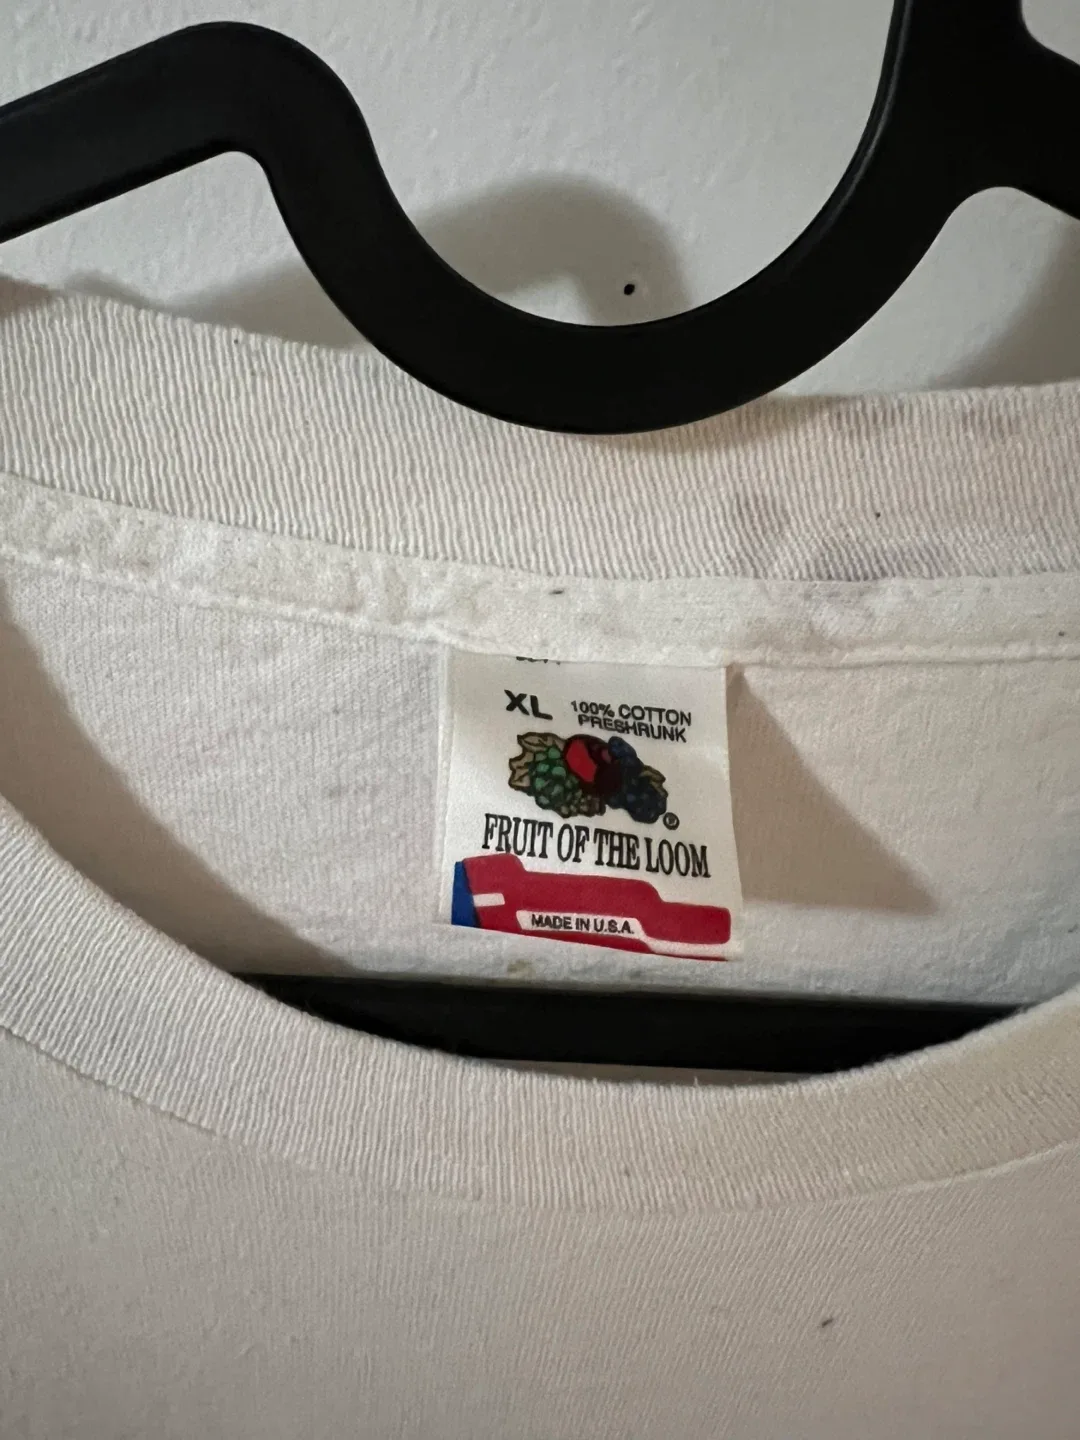 XL 100% COTTON
PRESHRUNK
®
FRUIT OF THE LOOM
MADE IN U.S.A.